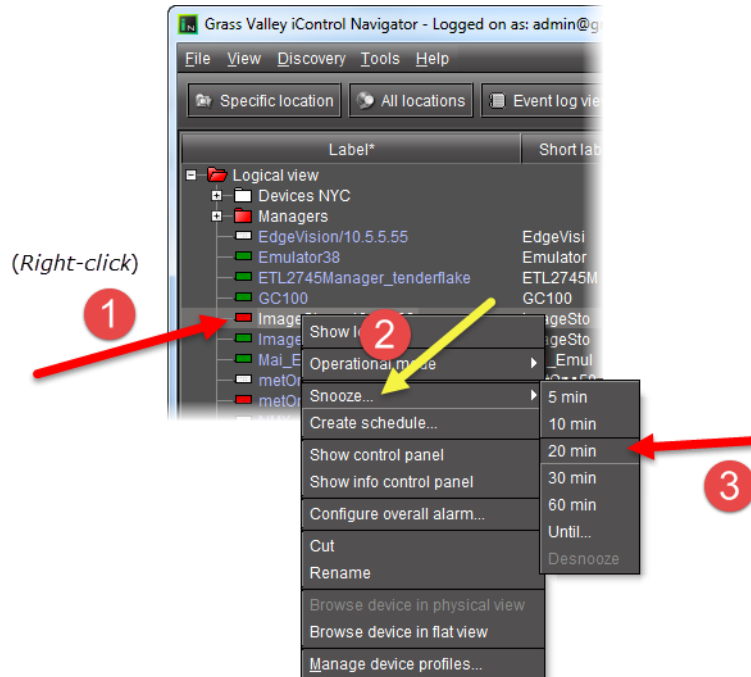 Grass Valley iControl Navigator - Logged on as: admin@g
File View Discovery Tools Help
Specific location All locations Event log vie
Label* Short lab
Logical view
Devices NYC
Managers
EdgeVision/10.5.5.55 EdgeVisi
(Right-click)
Emulator38 Emulator
ETL2745Manager_tenderflake ETL2745M
GC100 GC100
1
Image
Show
2
Operational mode
Snooze...
5 min
Create schedule...
10 min
Show control panel
20 min
Show info control panel
30 min
3
60 min
Configure overall alarm...
Until...
Cut
Desnooze
Rename
Browse device in physical view
Browse device in flat view
Manage device profiles...